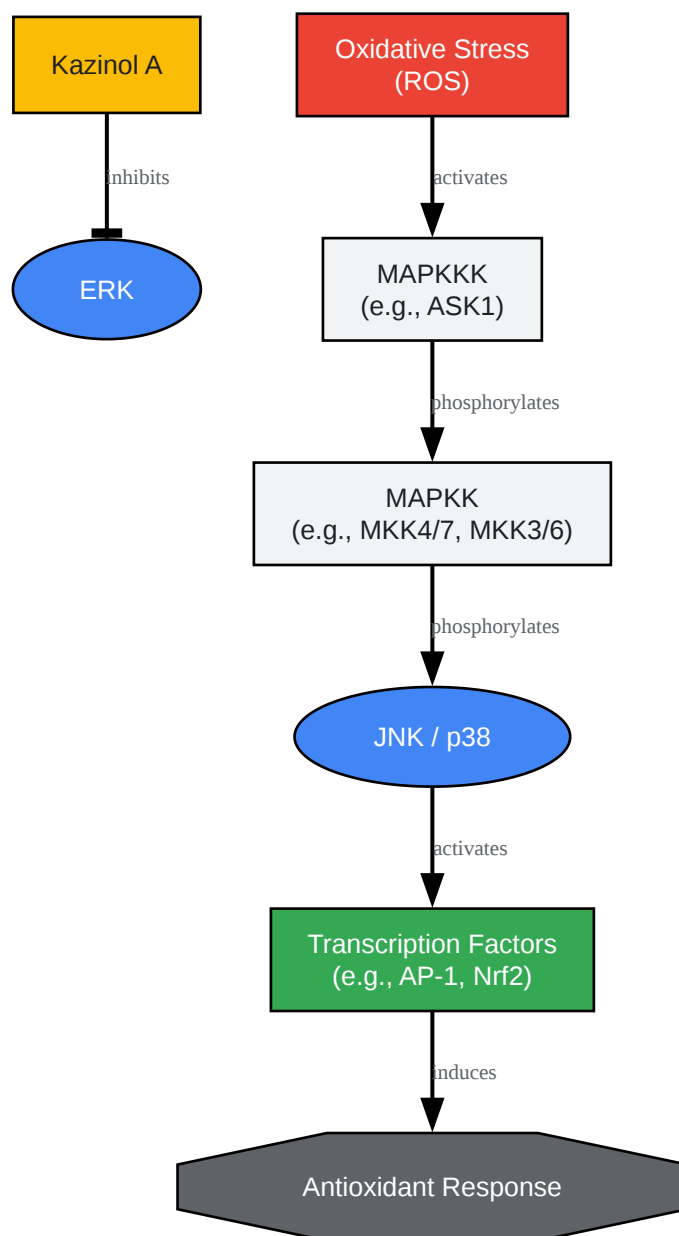 Kazinol A
inhibits
ERK
Oxidative Stress
(ROS)
activates
MAPKKK
(e.g., ASK1)
phosphorylates
MAPKK
(e.g., MKK4/7, MKK3/6)
phosphorylates
JNK / p38
activates
Transcription Factors
(e.g., AP-1, Nrf2)
induces
Antioxidant Response